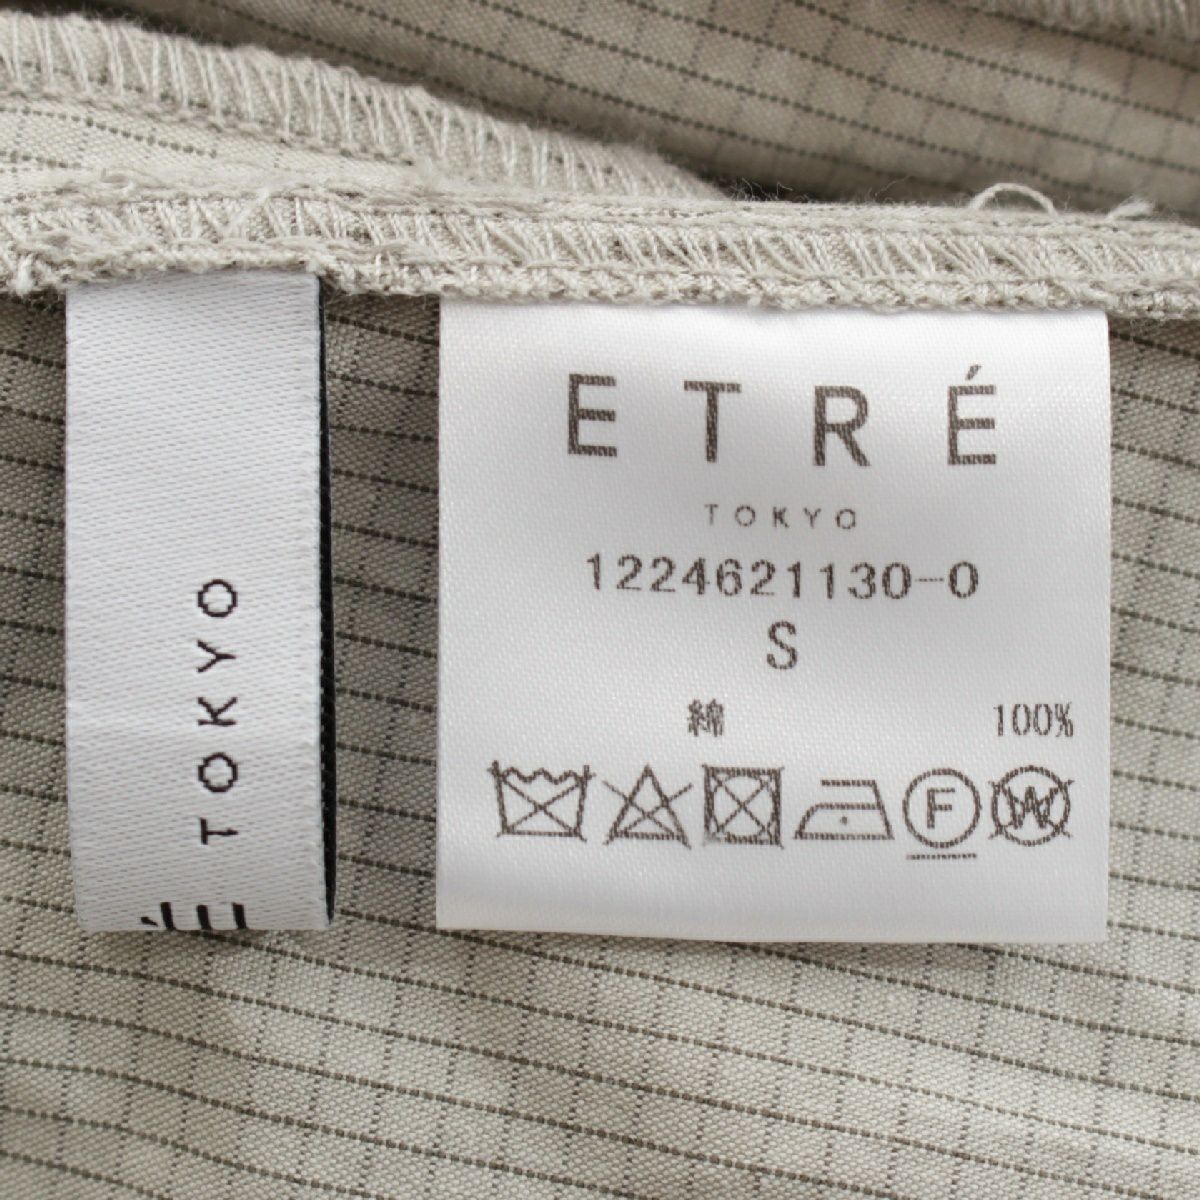 ETRÉ
TOKYO
1224621130-0
S
綿 100%
F W
É TOKYO